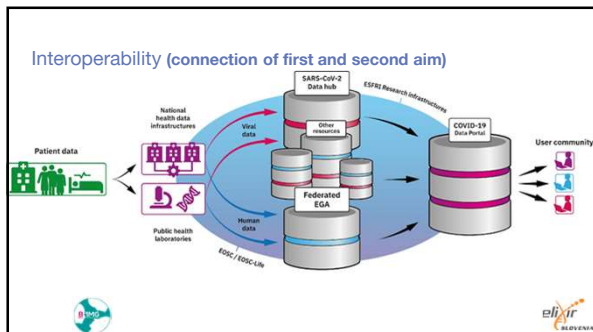 Interoperability (connection of first and second aim)
SARS-CoV-2
Data hub
ESFRI Research Infrastructures
National
health data
infrastructures
Viral
data
Other
resources
COVID-19
Data Portal
User community
Patient data
Federated
EGA
Human
data
Public health
laboratories
EOSC / EOSC-Life
B1MG
elixir
SLOVENIA